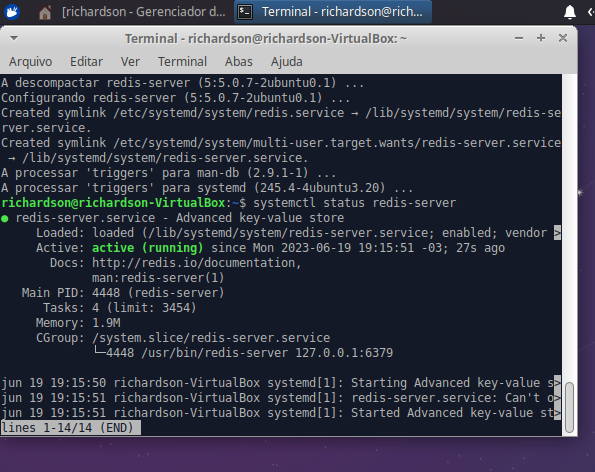 [richardson - Gerenciador d...
Terminal - richardson@rich...
Terminal - richardson@richardson-VirtualBox: ~
Arquivo Editar Ver Terminal Abas Ajuda
A descompactar redis-server (5:5.0.7-2ubuntu0.1) ...
Configurando redis-server (5:5.0.7-2ubuntu0.1) ...
Created symlink /etc/systemd/system/redis.service → /lib/systemd/system/redis-se
rver.service.
Created symlink /etc/systemd/system/multi-user.target.wants/redis-server.service
 → /lib/systemd/system/redis-server.service.
A processar 'triggers' para man-db (2.9.1-1) ...
A processar 'triggers' para systemd (245.4-4ubuntu3.20) ...
richardson@richardson-VirtualBox:~$ systemctl status redis-server
● redis-server.service - Advanced key-value store
Loaded: loaded (/lib/systemd/system/redis-server.service; enabled; vendor >
Active: active (running) since Mon 2023-06-19 19:15:51 -03; 27s ago
Docs: http://redis.io/documentation,
man:redis-server(1)
Main PID: 4448 (redis-server)
Tasks: 4 (limit: 3454)
Memory: 1.9M
CGroup: /system.slice/redis-server.service
└─4448 /usr/bin/redis-server 127.0.0.1:6379
jun 19 19:15:50 richardson-VirtualBox systemd[1]: Starting Advanced key-value s>
jun 19 19:15:51 richardson-VirtualBox systemd[1]: redis-server.service: Can't o>
jun 19 19:15:51 richardson-VirtualBox systemd[1]: Started Advanced key-value st>
lines 1-14/14 (END)